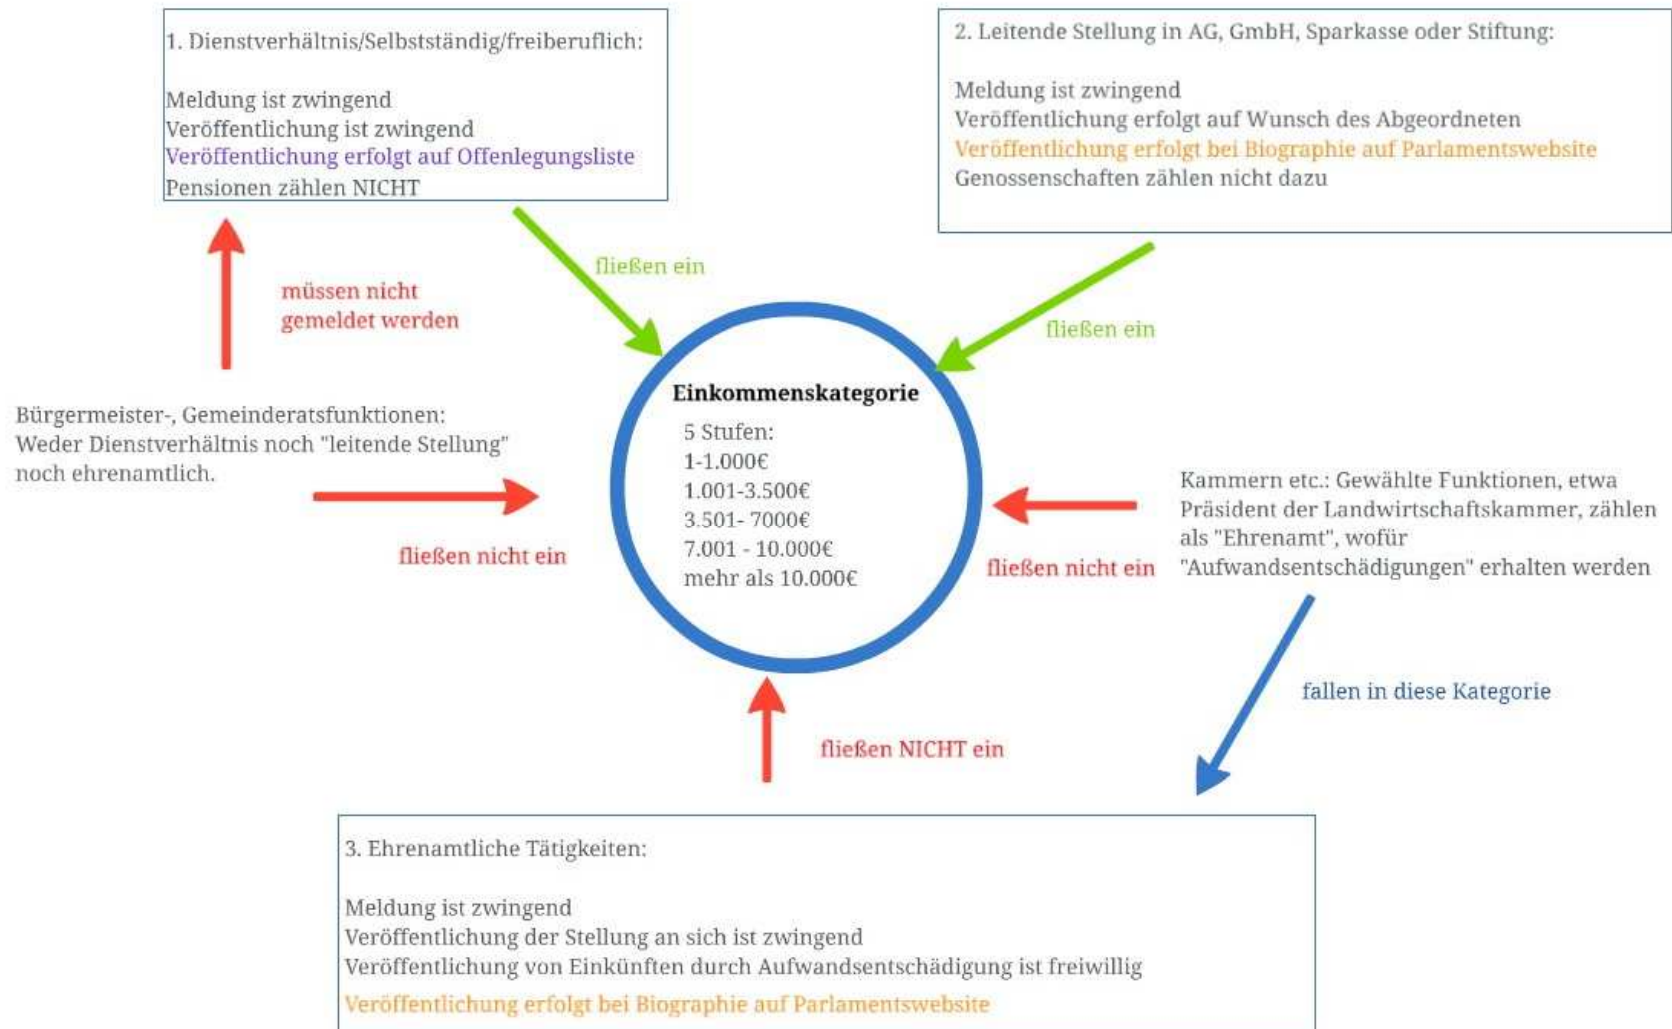 1. Dienstverhältnis/Selbstständig/freiberuflich:
Meldung ist zwingend
Veröffentlichung ist zwingend
Veröffentlichung erfolgt auf Offenlegungsliste
Pensionen zählen NICHT
2. Leitende Stellung in AG, GmbH, Sparkasse oder Stiftung:
Meldung ist zwingend
Veröffentlichung erfolgt auf Wunsch des Abgeordneten
Veröffentlichung erfolgt bei Biographie auf Parlamentswebsite
Genossenschaften zählen nicht dazu
müssen nicht
gemeldet werden
fließen ein
fließen ein
Bürgermeister-, Gemeinderatsfunktionen:
Weder Dienstverhältnis noch "leitende Stellung"
noch ehrenamtlich.
fließen nicht ein
Einkommenskategorie
5 Stufen:
1-1.000€
1.001-3.500€
3.501- 7000€
7.001 - 10.000€
mehr als 10.000€
Kammern etc.: Gewählte Funktionen, etwa
Präsident der Landwirtschaftskammer, zählen
als "Ehrenamt", wofür
"Aufwandsentschädigungen" erhalten werden
fließen nicht ein
fallen in diese Kategorie
fließen NICHT ein
3. Ehrenamtliche Tätigkeiten:
Meldung ist zwingend
Veröffentlichung der Stellung an sich ist zwingend
Veröffentlichung von Einkünften durch Aufwandsentschädigung ist freiwillig
Veröffentlichung erfolgt bei Biographie auf Parlamentswebsite